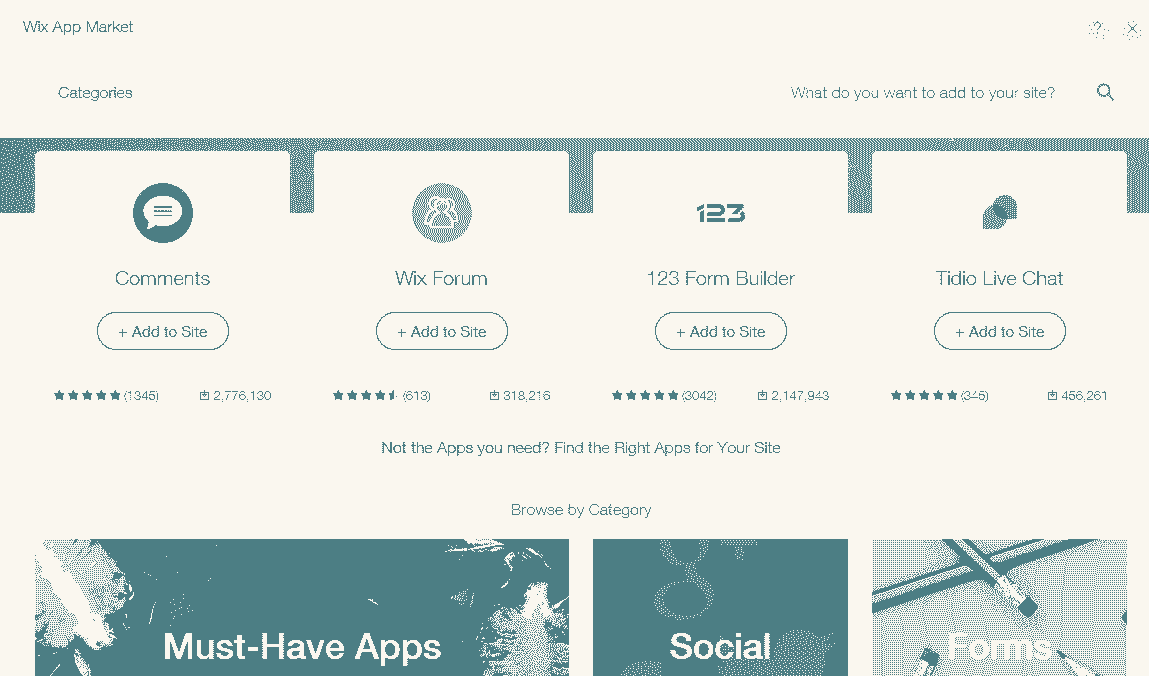 Wix App Market
?
Categories
What do you want to add to your site?
123
Comments
Wix Forum
123 Form Builder
Tidio Live Chat
+ Add to Site
+ Add to Site
+ Add to Site
+ Add to Site
(1345) 2,776,130
(613) 318,216
(3042) 2,147,943
(345) 456,261
Not the Apps you need? Find the Right Apps for Your Site
Browse by Category
Must-Have Apps
Social
Forms